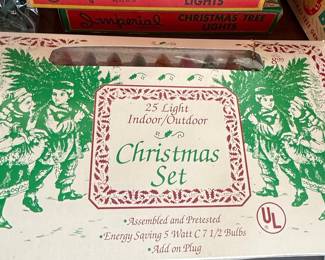 LIGHTS
Imperial CHRISTMAS TREE
LIGHTS
25 Light
Indoor/Outdoor
Christmas
Set
•Assembled and Pretested
•Energy Saving 5 Watt C 7 1/2 Bulbs
•Add on Plug
UL